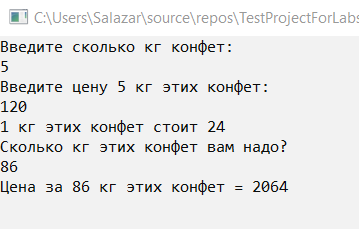 C:\Users\Salazar\source\repos\TestProjectForLabs
Введите сколько кг конфет:
5
Введите цену 5 кг этих конфет:
120
1 кг этих конфет стоит 24
Сколько кг этих конфет вам надо?
86
Цена за 86 кг этих конфет = 2064